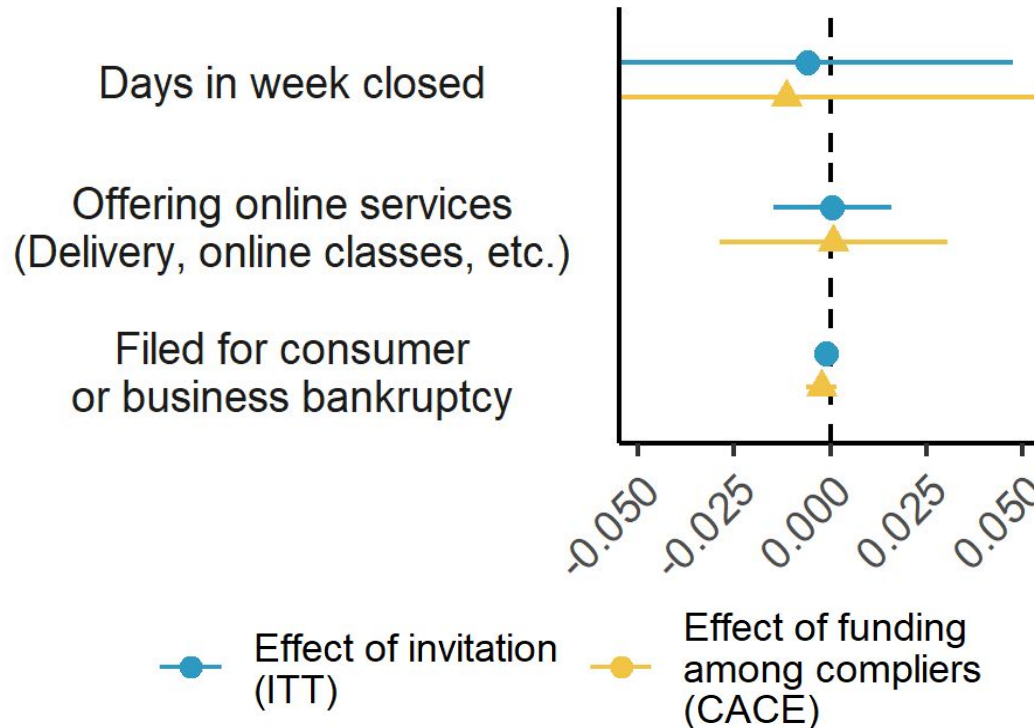 Days in week closed
Offering online services
(Delivery, online classes, etc.)
Filed for consumer
or business bankruptcy
-0.050
-0.025
0.000
0.025
0.050
Effect of invitation
(ITT)
Effect of funding
among compliers
(CACE)